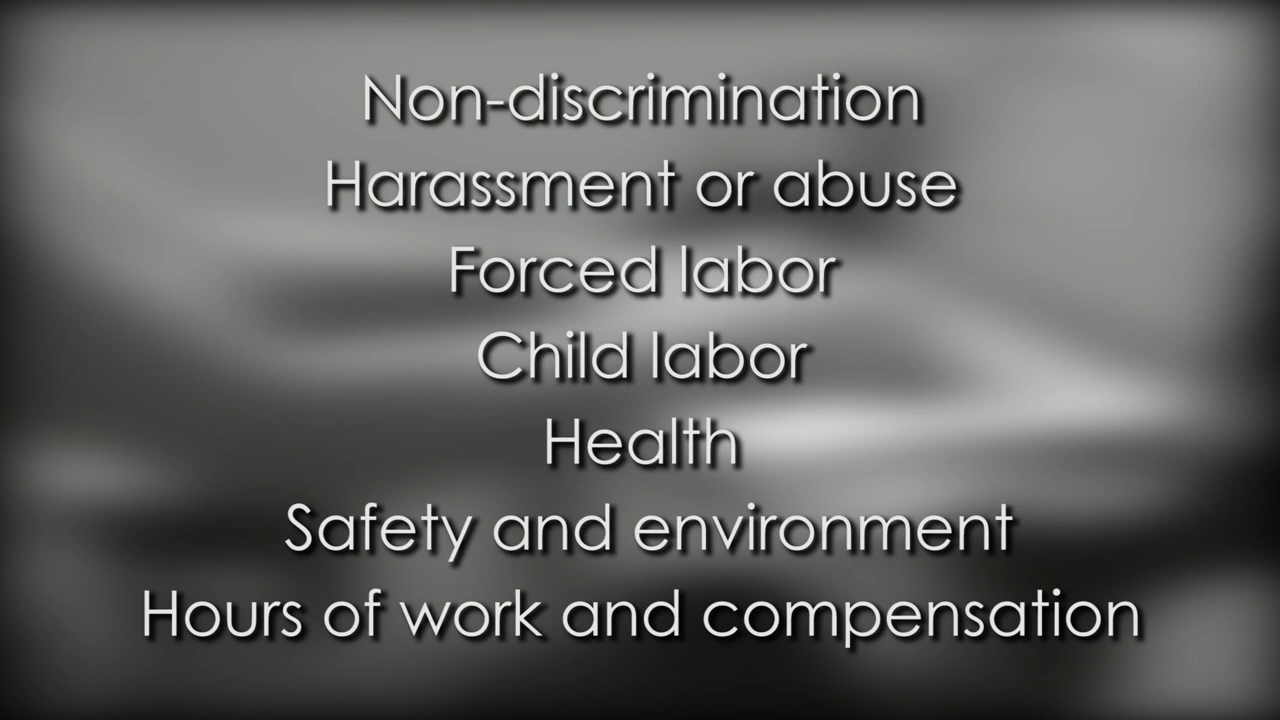 Non-discrimination
Harassment or abuse
Forced labor
Child labor
Health
Safety and environment
Hours of work and compensation